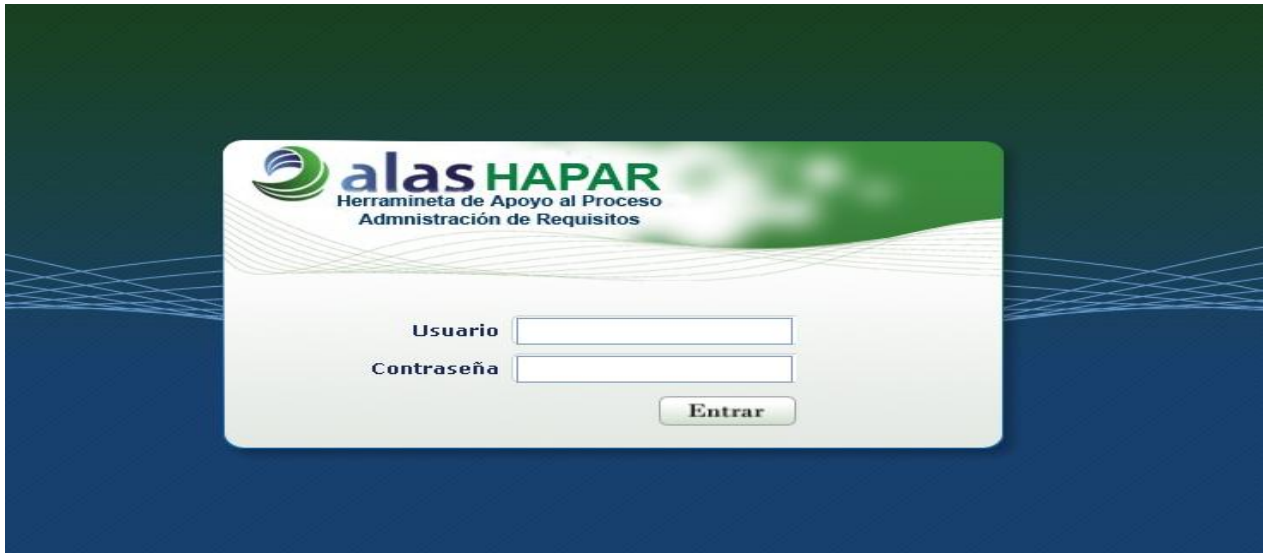 alas HAPAR
Herramineta de Apoyo al Proceso
Admnistración de Requisitos
Usuario
Contraseña
Entrar